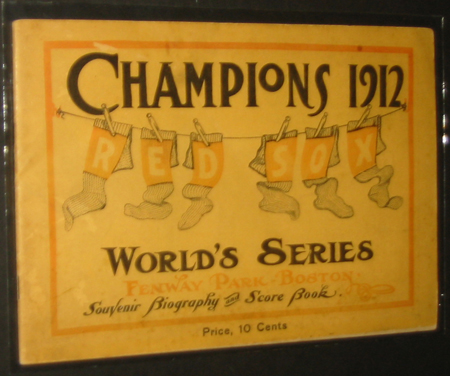 CHAMPIONS 1912
RED SOX
WORLD'S SERIES
FENWAY PARK - BOSTON
Souvenir Biography and Score Book.
Price, 10 Cents